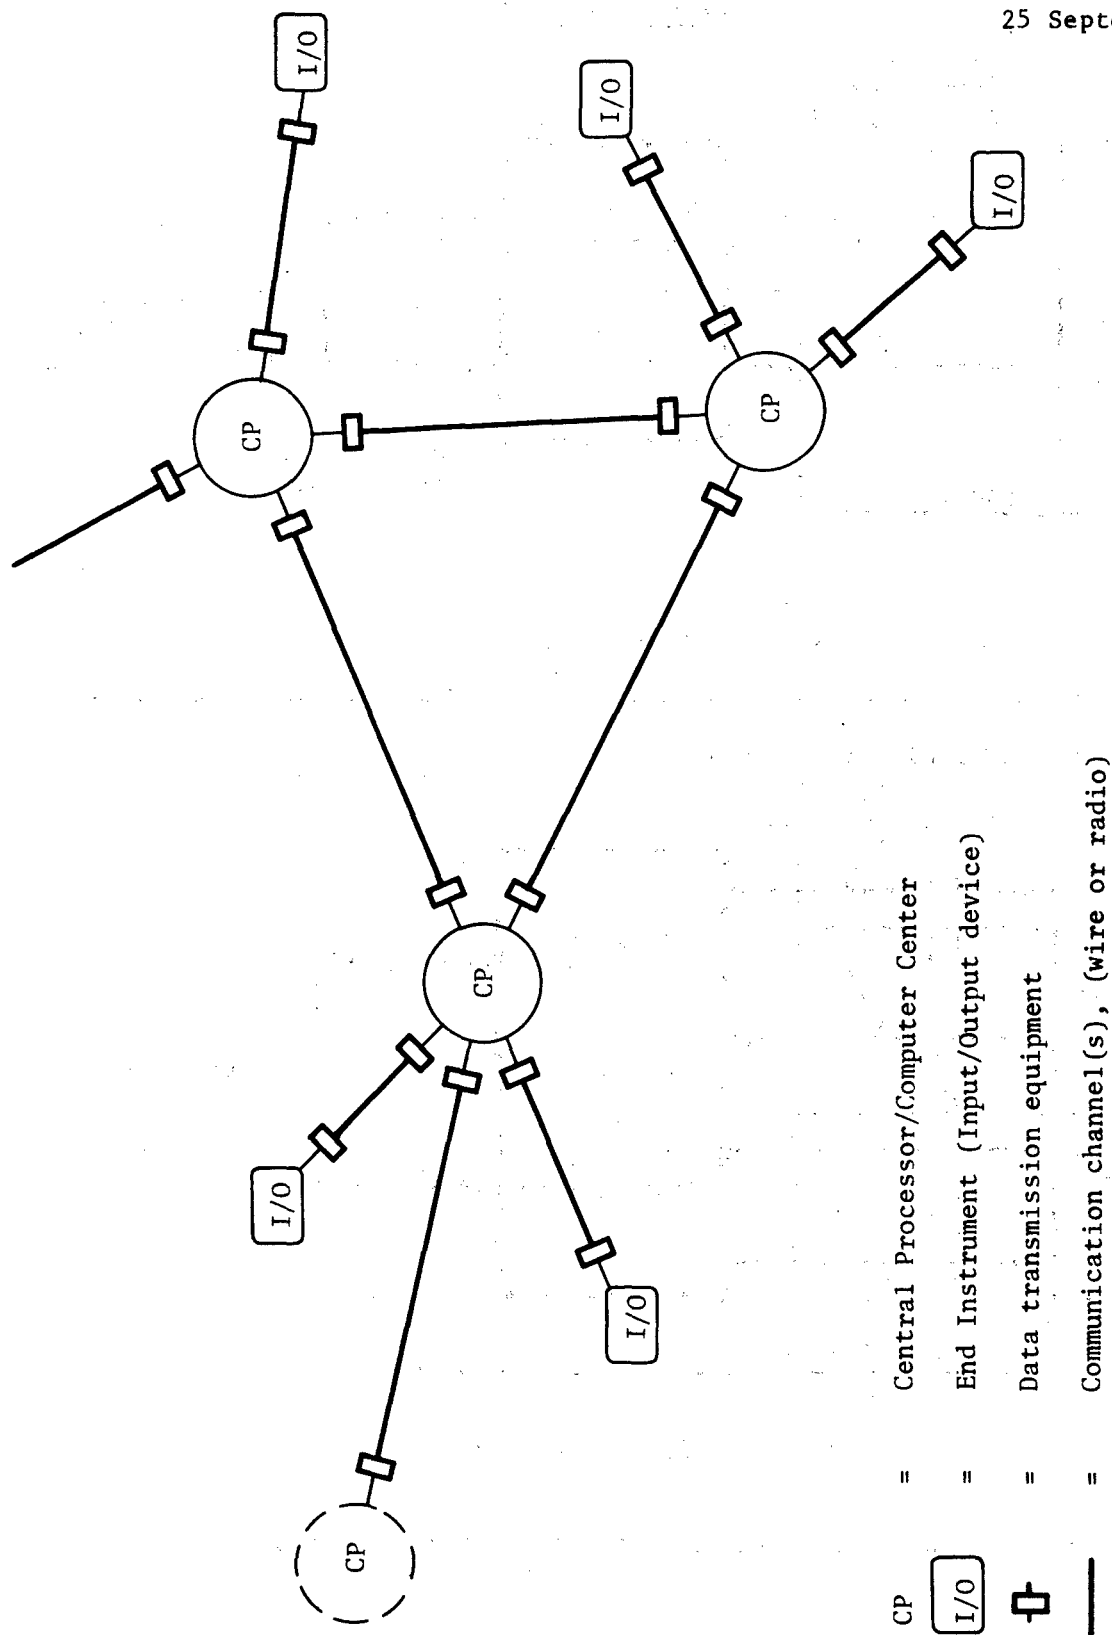 25 Sept
I/O
I/O
I/O
CP
CP
CP
I/O
I/O
CP
CP = Central Processor/Computer Center
I/O = End Instrument (Input/Output device)
= Data transmission equipment
= Communication channel(s), (wire or radio)